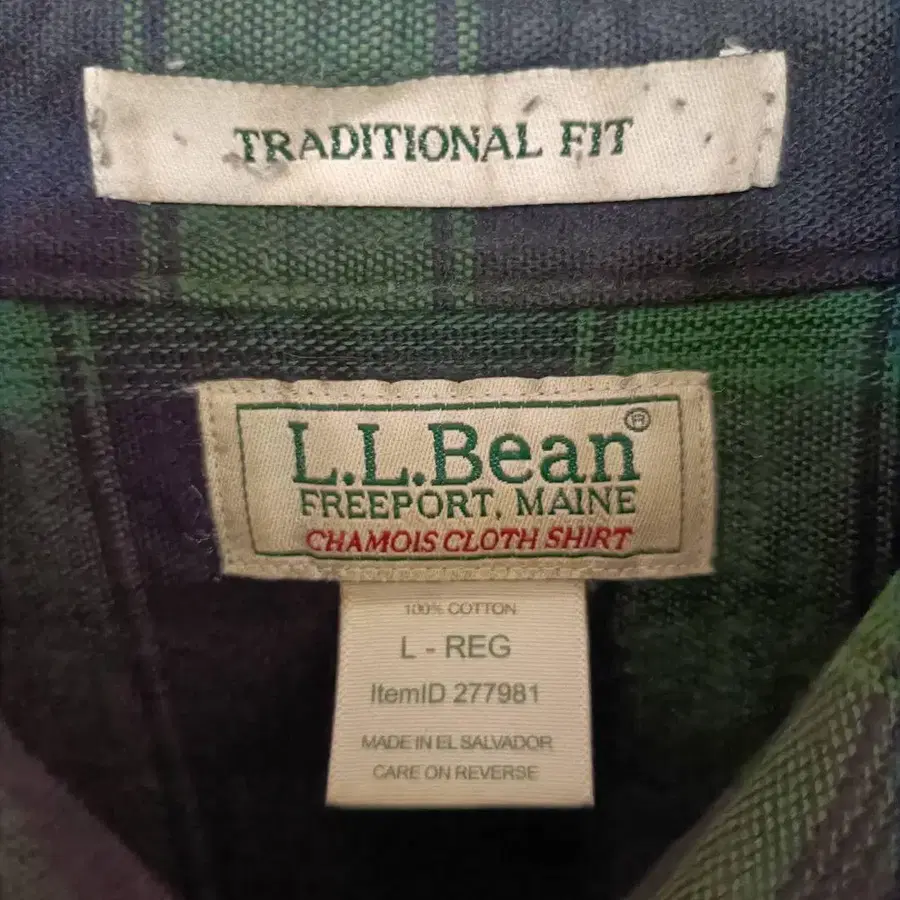 TRADITIONAL FIT
L.L.Bean®
FREEPORT, MAINE
CHAMOIS CLOTH SHIRT
100% COTTON
L - REG
ItemID 277981
MADE IN EL SALVADOR
CARE ON REVERSE